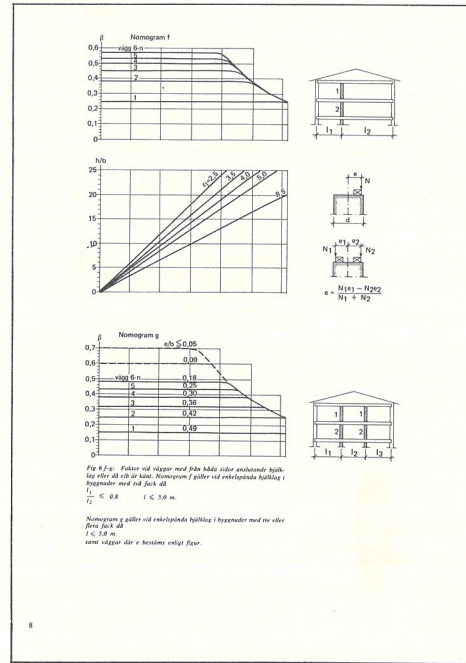 β Nomogram f
0,6
vägg 6-n
5
0,5
4
3
0,4
2
0,3
1
0,2
0,1
0
1
2
l₁ l₂
h/b
25
e₁=2,5
3,5
4,0
5,0
8,5
20
15
10
5
0
e
N
d
e₁ e₂
N₁ N₂
e = N₁e₁ − N₂e₂
N₁ + N₂
β Nomogram g
0,7
e/b ≦ 0,05
0,6
0,09
0,5
vägg 6-n 0,18
5 0,25
0,4
4 0,30
3 0,36
0,3
2 0,42
0,2
1 0,49
0,1
0
1 1
2 2
l₁ l₂ l₃
Fig 6 f–g: Faktor vid väggar med från båda sidor anslutande bjälk-
lag eller då e/b är känt. Nomogram f gäller vid enkelspända bjälklag i
byggnader med två fack då
l₁
l₂ ≤ 0,8 l ≤ 5,0 m.
Nomogram g gäller vid enkelspända bjälklag i byggnader med tre eller
flera fack då
l ≤ 5,0 m.
samt väggar där e bestäms enligt figur.
8